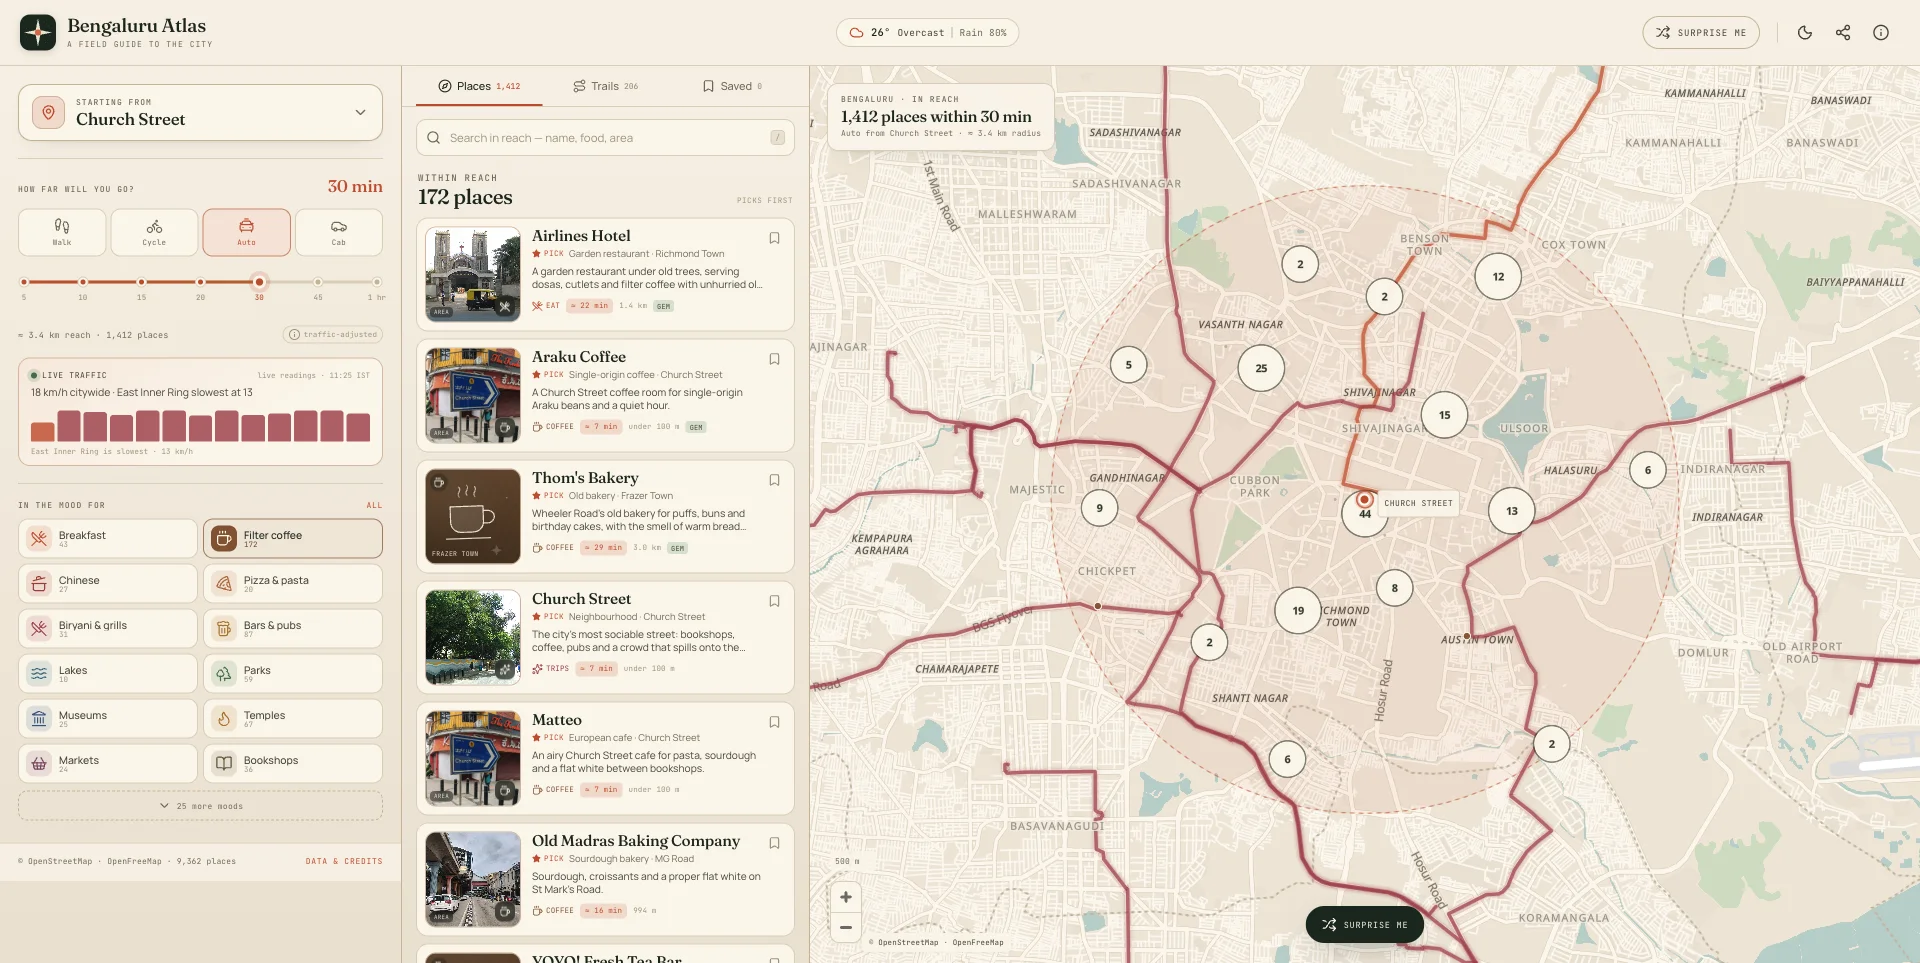 Bengaluru Atlas
A FIELD GUIDE TO THE CITY
26° Overcast | Rain 80%
SURPRISE ME
STARTING FROM
Church Street
HOW FAR WILL YOU GO?
30 min
Walk
Cycle
Auto
Cab
5 10 15 20 30 45 1 hr
≈ 3.4 km reach · 1,412 places
traffic-adjusted
LIVE TRAFFIC
live readings · 11:25 IST
18 km/h citywide · East Inner Ring slowest at 13
East Inner Ring is slowest · 13 km/h
IN THE MOOD FOR
ALL
Breakfast
43
Filter coffee
172
Chinese
27
Pizza & pasta
20
Biryani & grills
31
Bars & pubs
87
Lakes
10
Parks
59
Museums
25
Temples
67
Markets
24
Bookshops
36
25 more moods
© OpenStreetMap · OpenFreeMap · 9,362 places
DATA & CREDITS
Places 1,412
Trails 206
Saved 0
Search in reach — name, food, area
/
WITHIN REACH
172 places
PICKS FIRST
Airlines Hotel
PICK Garden restaurant · Richmond Town
A garden restaurant under old trees, serving
dosas, cutlets and filter coffee with unhurried ol…
AREA
EAT ≈ 22 min 1.4 km GEM
Araku Coffee
PICK Single-origin coffee · Church Street
A Church Street coffee room for single-origin
Araku beans and a quiet hour.
AREA
COFFEE ≈ 7 min under 100 m GEM
Thom's Bakery
PICK Old bakery · Frazer Town
Wheeler Road's old bakery for puffs, buns and
birthday cakes, with the smell of warm bread…
FRAZER TOWN
COFFEE ≈ 29 min 3.0 km GEM
Church Street
PICK Neighbourhood · Church Street
The city's most sociable street: bookshops,
coffee, pubs and a crowd that spills onto the…
TRIPS ≈ 7 min under 100 m
Matteo
PICK European cafe · Church Street
An airy Church Street cafe for pasta, sourdough
and a flat white between bookshops.
AREA
COFFEE ≈ 7 min under 100 m
Old Madras Baking Company
PICK Sourdough bakery · MG Road
Sourdough, croissants and a proper flat white on
St Mark's Road.
AREA
COFFEE ≈ 16 min 994 m
YOYO! Fresh Tea Bar
BENGALURU · IN REACH
1,412 places within 30 min
Auto from Church Street · ≈ 3.4 km radius
KAMMANAHALLI
BANASWADI
SADASHIVANAGAR
KAMMANAHALLI
BANASWADI
1st Main Road
SADASHIVANAGAR
MALLESHWARAM
BENSON
TOWN
COX TOWN
2
12
2
BAIYYAPPANAHALLI
VASANTH NAGAR
AJINAGAR
5
25
SHIVAJINAGAR
15
SHIVAJINAGAR
ULSOOR
HALASURU
6
INDIRANAGAR
GANDHINAGAR
CUBBON
PARK
MAJESTIC
9
44
CHURCH STREET
13
INDIRANAGAR
KEMPAPURA
AGRAHARA
CHICKPET
8
19
ICHMOND
TOWN
BGS Flyover
2
AUSTIN TOWN
DOMLUR
OLD AIRPORT
ROAD
CHAMARAJAPETE
Road
SHANTI NAGAR
Hosur Road
6
2
BASAVANAGUDI
500 m
Hosur Road
KORAMANGALA
+
−
SURPRISE ME
© OpenStreetMap · OpenFreeMap